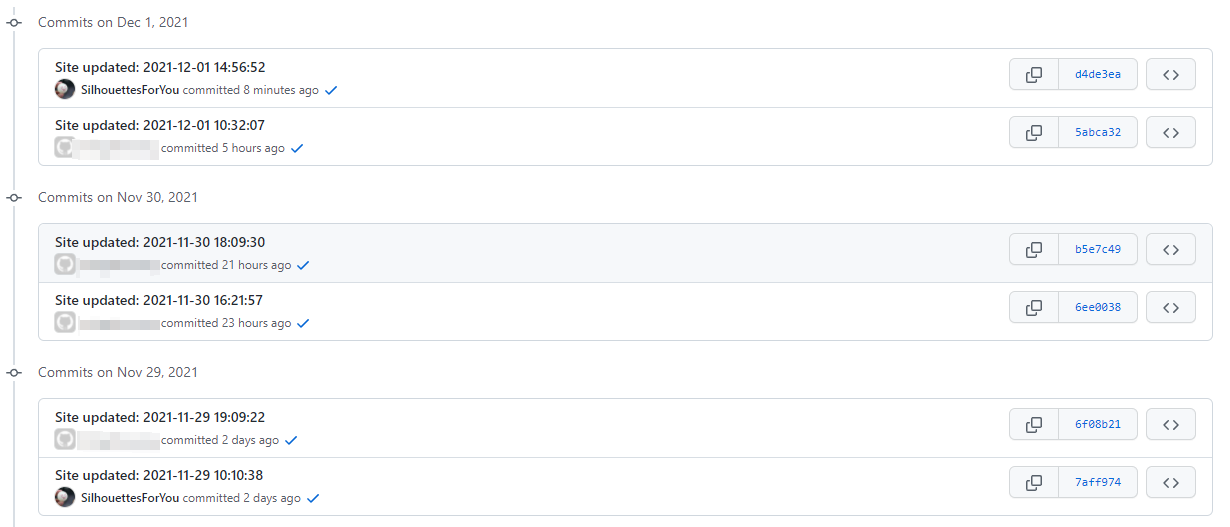 Commits on Dec 1, 2021
Site updated: 2021-12-01 14:56:52
d4de3ea
SilhouettesForYou committed 8 minutes ago
Site updated: 2021-12-01 10:32:07
5abca32
committed 5 hours ago
Commits on Nov 30, 2021
Site updated: 2021-11-30 18:09:30
b5e7c49
committed 21 hours ago
Site updated: 2021-11-30 16:21:57
6ee0038
committed 23 hours ago
Commits on Nov 29, 2021
Site updated: 2021-11-29 19:09:22
6f08b21
committed 2 days ago
Site updated: 2021-11-29 10:10:38
7aff974
SilhouettesForYou committed 2 days ago